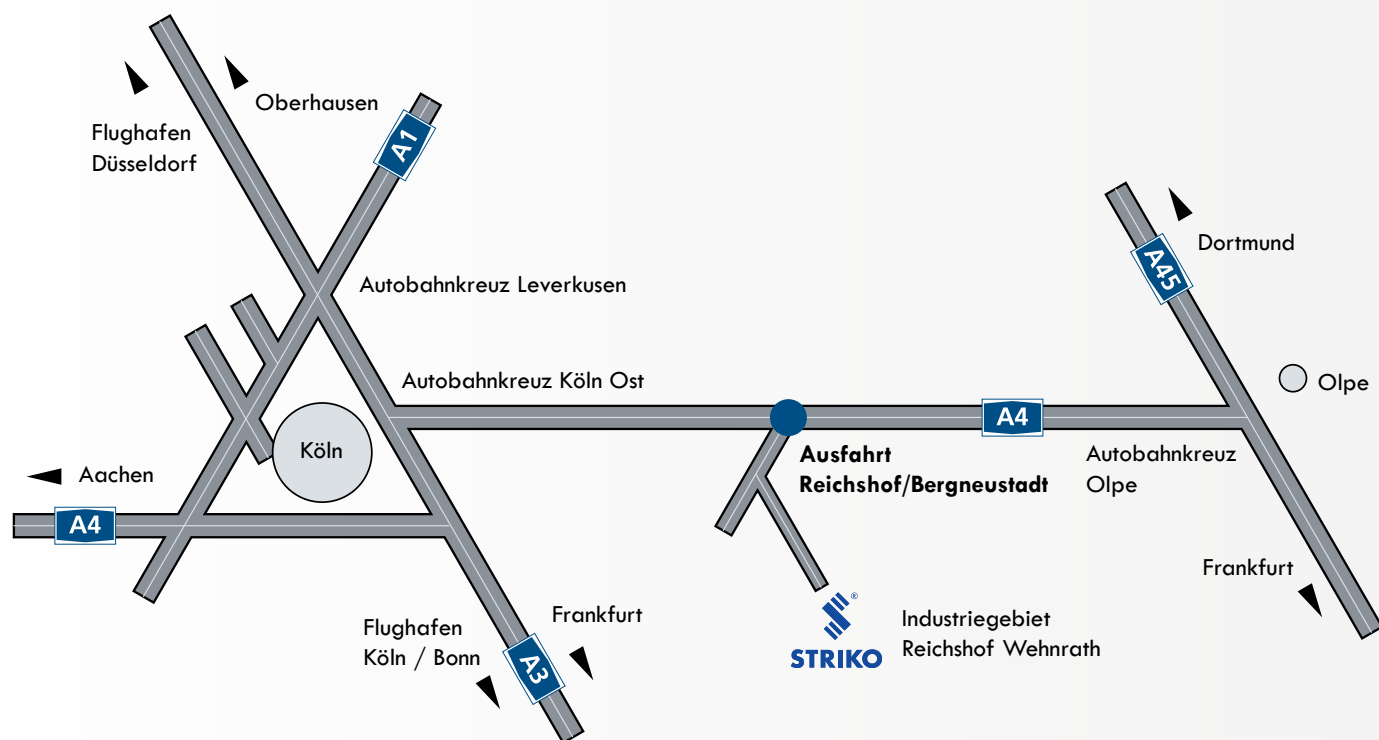 Oberhausen
Flughafen
Düsseldorf
A1
Dortmund
A45
Autobahnkreuz Leverkusen
Autobahnkreuz Köln Ost
Olpe
A4
Köln
Ausfahrt
Reichshof/Bergneustadt
Autobahnkreuz
Olpe
Aachen
A4
Frankfurt
®
STRIKO
Industriegebiet
Reichshof Wehnrath
Frankfurt
Flughafen
Köln / Bonn
A3